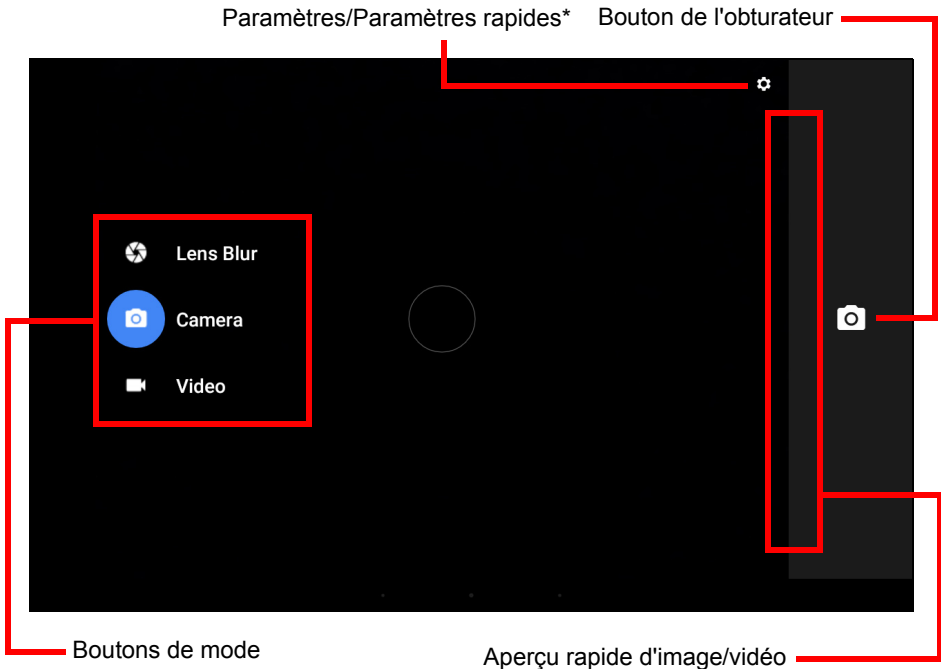 Paramètres/Paramètres rapides*
Bouton de l'obturateur
Lens Blur
Camera
Video
Boutons de mode
Aperçu rapide d'image/vidéo